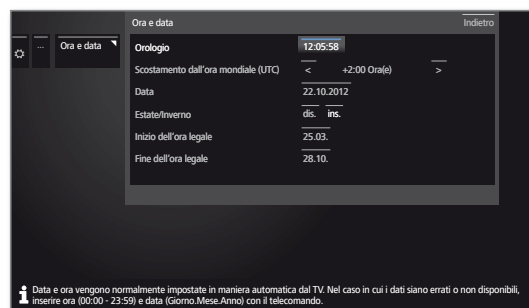 Ora e data Indietro
... Ora e data
Orologio 12:05:58
Scostamento dall'ora mondiale (UTC) < +2:00 Ora(e) >
Data 22.10.2012
Estate/Inverno dis. ins.
Inizio dell'ora legale 25.03.
Fine dell'ora legale 28.10.
Data e ora vengono normalmente impostate in maniera automatica dal TV. Nel caso in cui i dati siano errati o non disponibili,
inserire ora (00:00 - 23:59) e data (Giorno.Mese.Anno) con il telecomando.